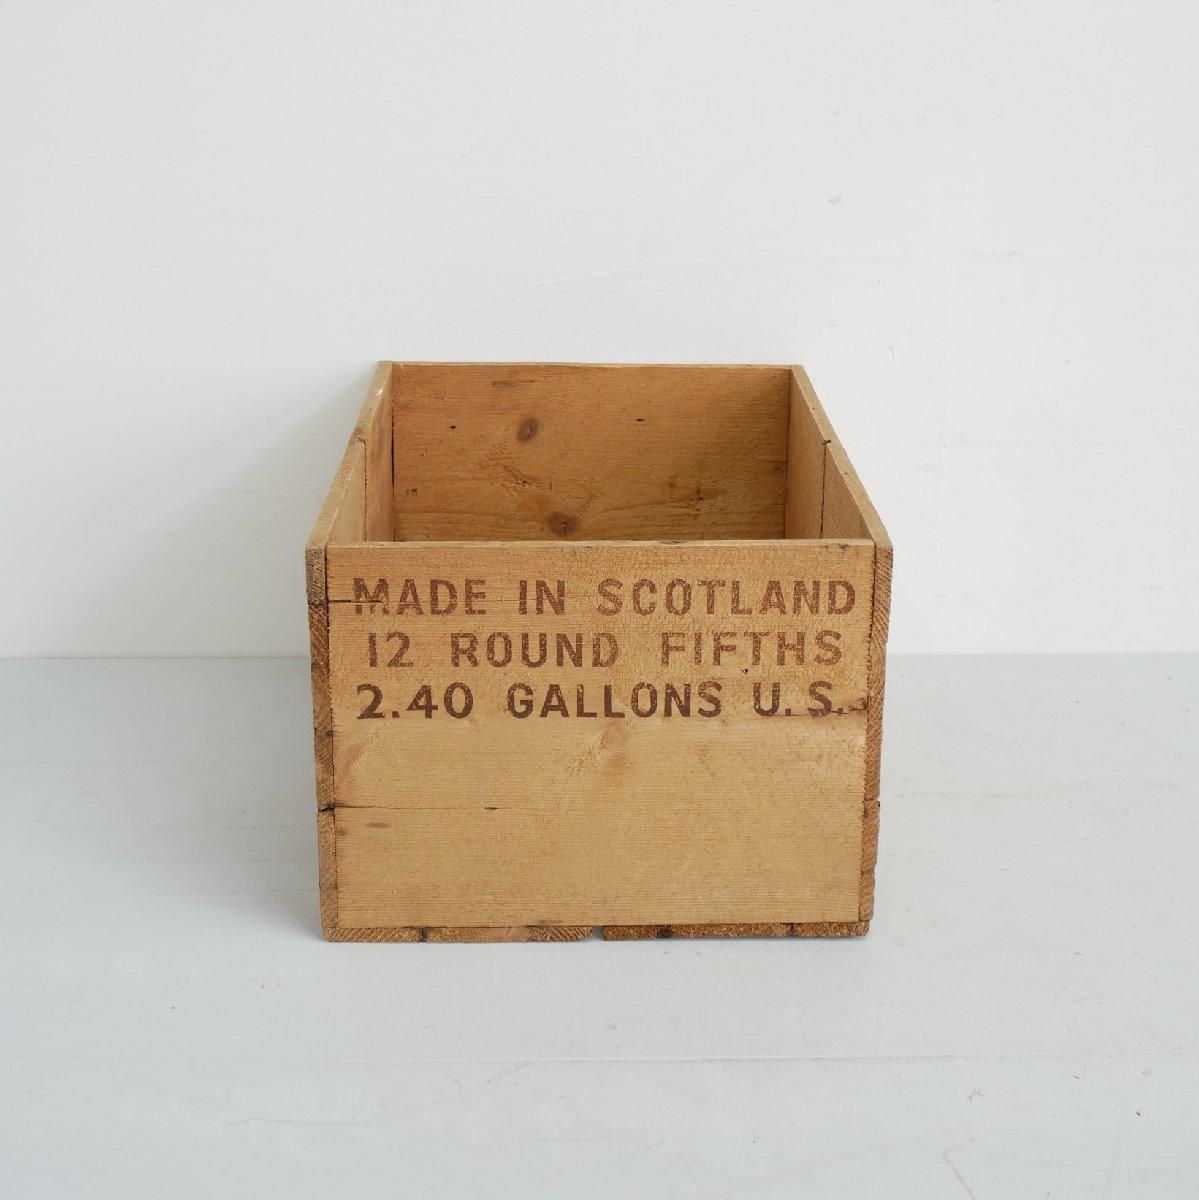 MADE IN SCOTLAND
12 ROUND FIFTHS
2.40 GALLONS U.S.